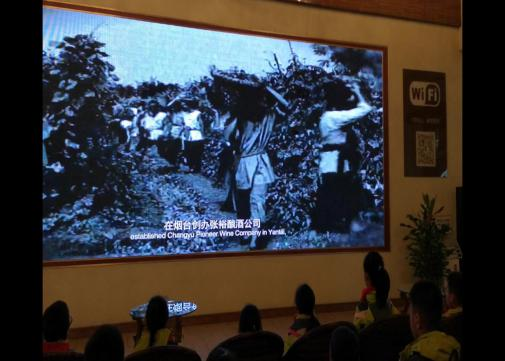 WiFi
在烟台创办张裕酿酒公司
established Changyu Pioneer Wine Company in Yantai,